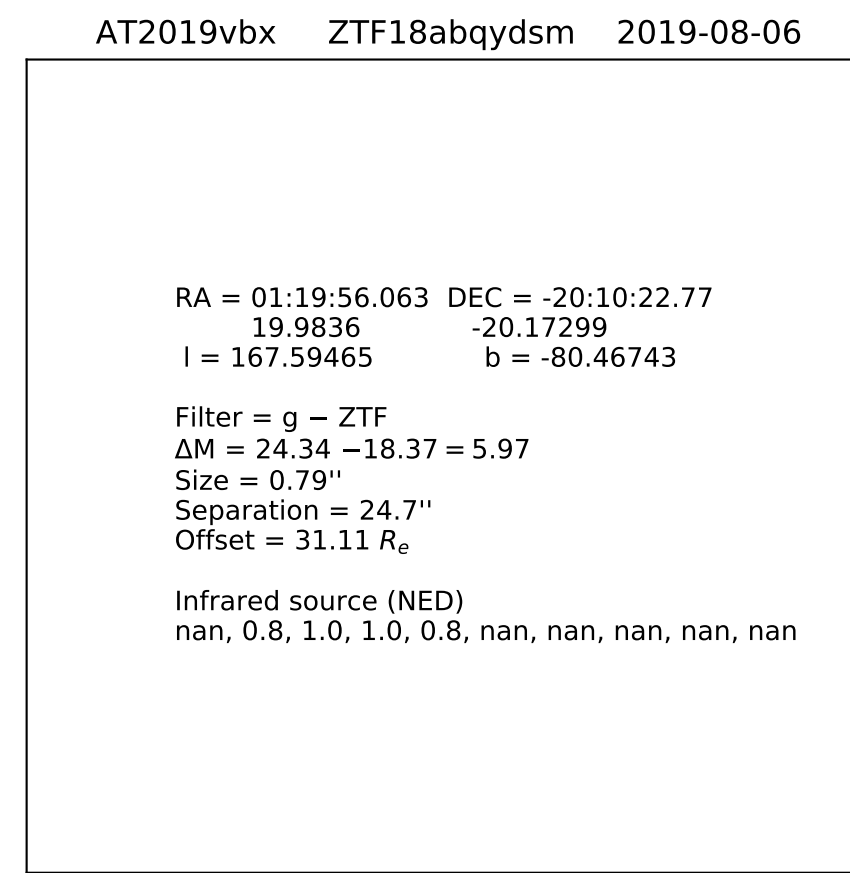 AT2019vbx ZTF18abqydsm 2019-08-06
RA = 01:19:56.063 DEC = -20:10:22.77
19.9836 -20.17299
l = 167.59465 b = -80.46743
Filter = g − ZTF
ΔM = 24.34 −18.37 = 5.97
Size = 0.79''
Separation = 24.7''
Offset = 31.11 Re
Infrared source (NED)
nan, 0.8, 1.0, 1.0, 0.8, nan, nan, nan, nan, nan